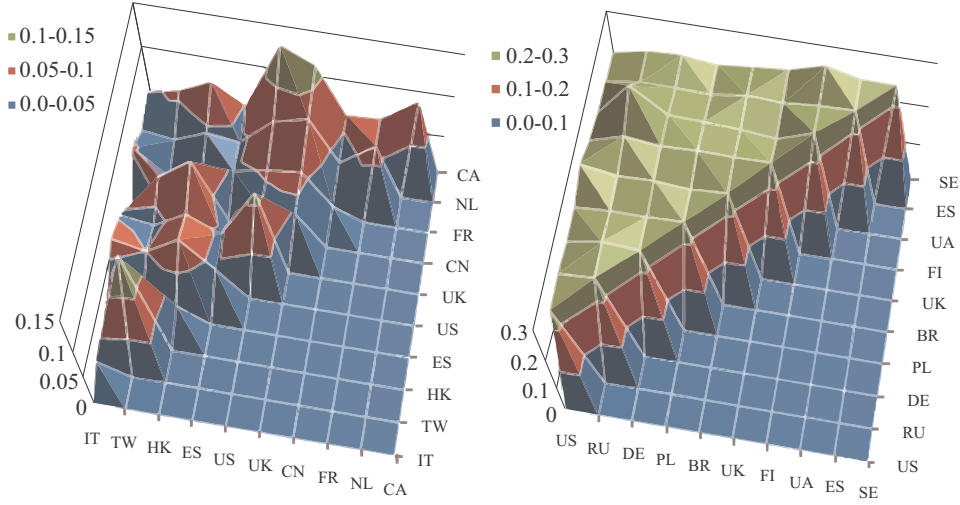 0.1-0.15
0.05-0.1
0.0-0.05
0.15
0.1
0.05
0
IT
TW
HK
ES
US
UK
CN
FR
NL
CA
CA
NL
FR
CN
UK
US
ES
HK
TW
IT
0.2-0.3
0.1-0.2
0.0-0.1
0.3
0.2
0.1
0
US
RU
DE
PL
BR
UK
FI
UA
ES
SE
SE
ES
UA
FI
UK
BR
PL
DE
RU
US